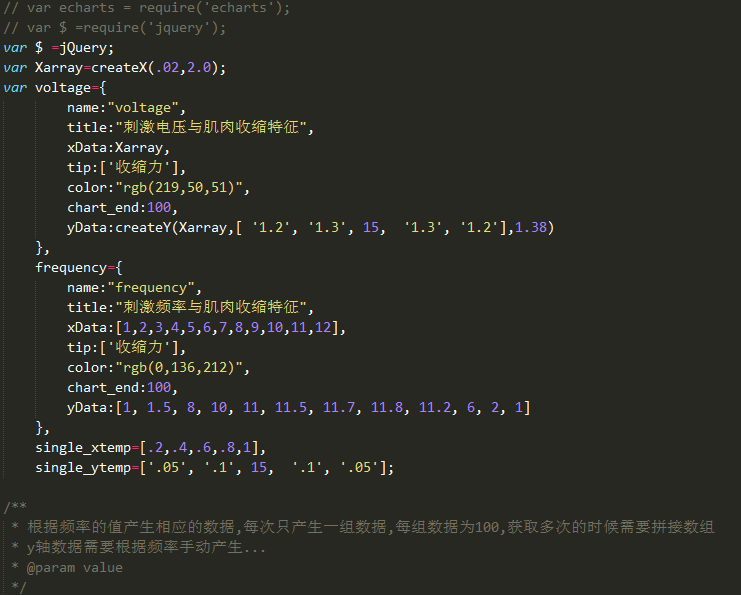 // var echarts = require('echarts');
// var $ =require('jquery');
var $ =jQuery;
var Xarray=createX(.02,2.0);
var voltage={
        name:"voltage",
        title:"刺激电压与肌肉收缩特征",
        xData:Xarray,
        tip:['收缩力'],
        color:"rgb(219,50,51)",
        chart_end:100,
        yData:createY(Xarray,[ '1.2', '1.3', 15,  '1.3', '1.2'],1.38)
    },
    frequency={
        name:"frequency",
        title:"刺激频率与肌肉收缩特征",
        xData:[1,2,3,4,5,6,7,8,9,10,11,12],
        tip:['收缩力'],
        color:"rgb(0,136,212)",
        chart_end:100,
        yData:[1, 1.5, 8, 10, 11, 11.5, 11.7, 11.8, 11.2, 6, 2, 1]
    },
    single_xtemp=[.2,.4,.6,.8,1],
    single_ytemp=['.05', '.1', 15,  '.1', '.05'];
/**
 * 根据频率的值产生相应的数据,每次只产生一组数据,每组数据为100,获取多次的时候需要拼接数组
 * y轴数据需要根据频率手动产生...
 * @param value
 */